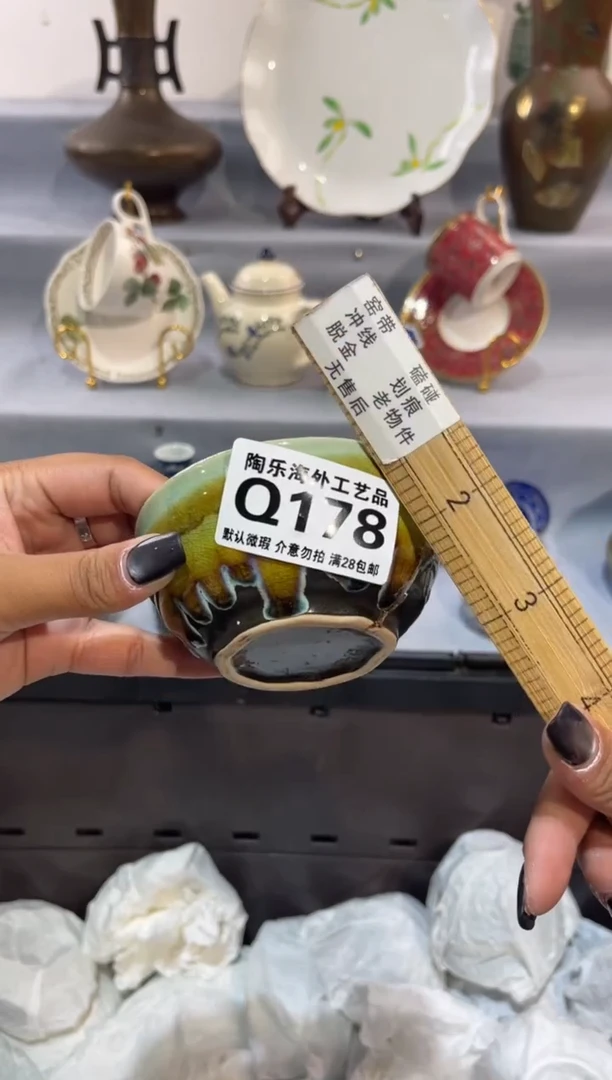 窑带 磕碰
冲线 划痕
脱金 老物件
无售后
陶乐海外工艺品
Q178
默认微瑕 介意勿拍 满28包邮
2
3
4